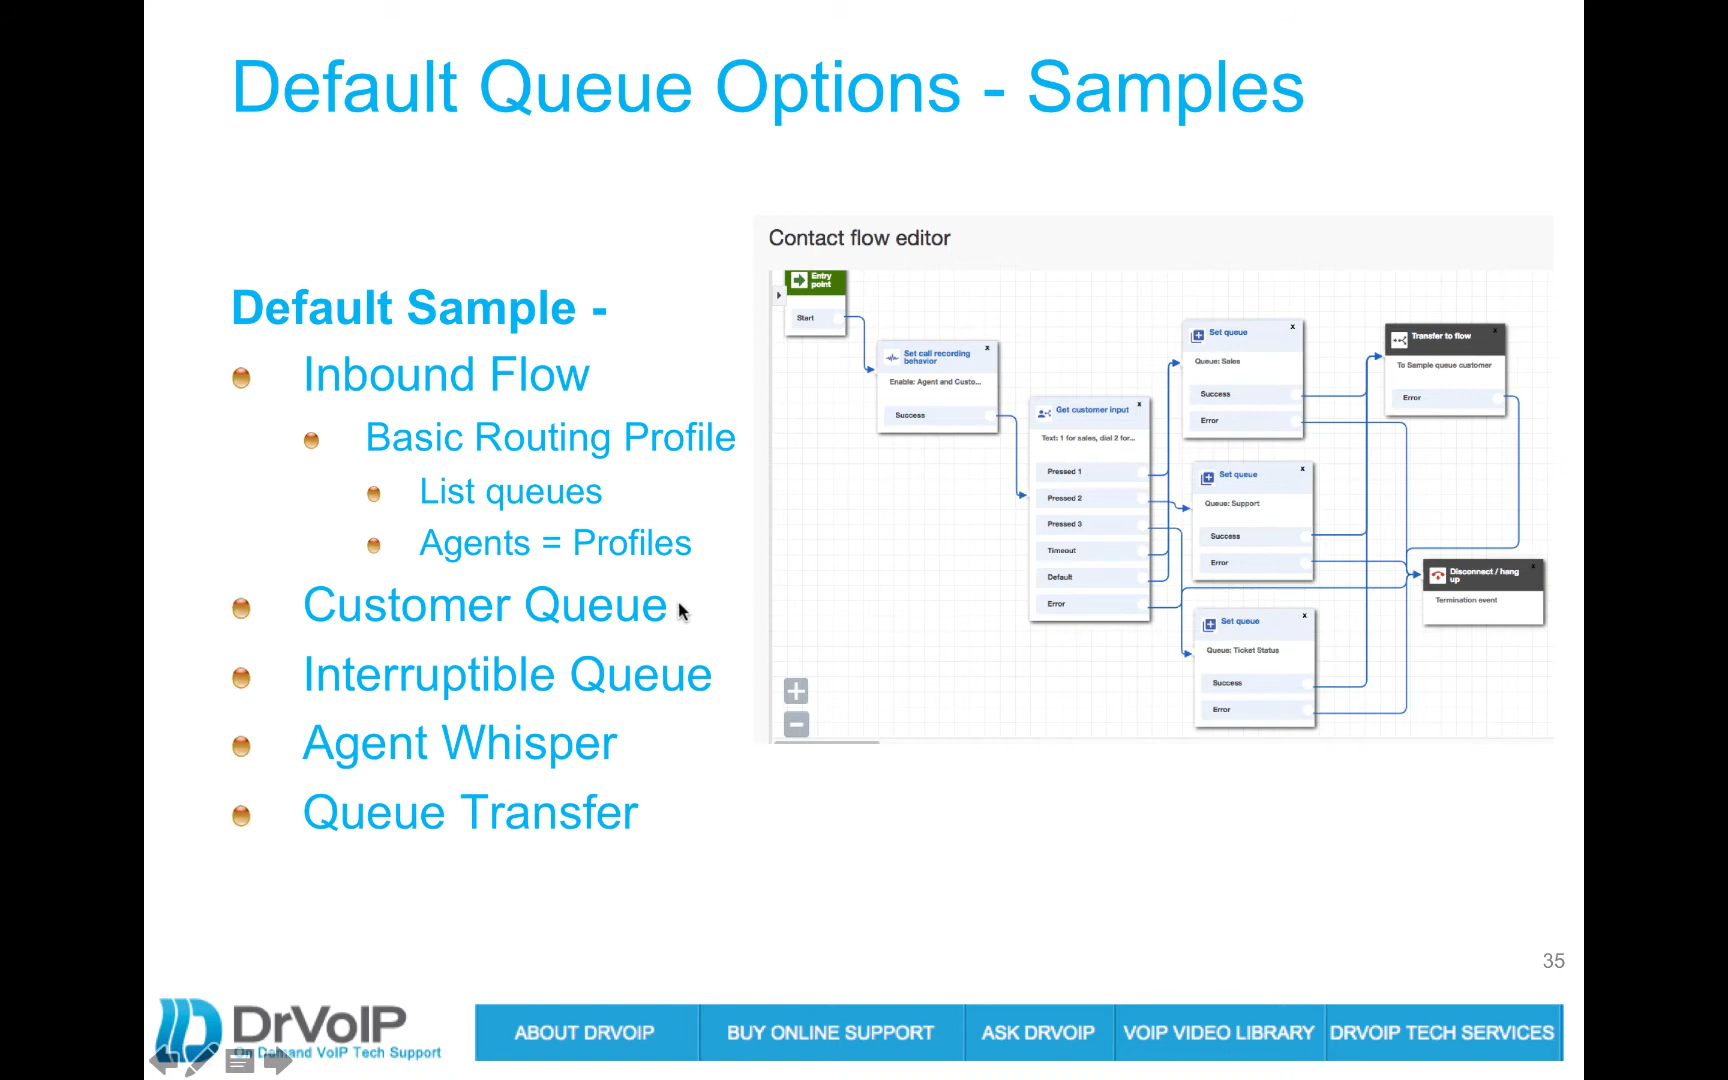 Default Queue Options - Samples
Default Sample -
Inbound Flow
Basic Routing Profile
List queues
Agents = Profiles
Customer Queue
Interruptible Queue
Agent Whisper
Queue Transfer
Contact flow editor
Entry
point
Start
Set call recording
behavior
x
Enable: Agent and Custo...
Success
Get customer input
x
Text: 1 for sales, dial 2 for...
Pressed 1
Pressed 2
Pressed 3
Timeout
Default
Error
Set queue
x
Queue: Sales
Success
Error
Set queue
x
Queue: Support
Success
Error
Set queue
x
Queue: Ticket Status
Success
Error
Transfer to flow
x
To Sample queue customer
Error
Disconnect / hang
up
x
Termination event
35
DrVoIP
On Demand VoIP Tech Support
ABOUT DRVOIP
BUY ONLINE SUPPORT
ASK DRVOIP
VOIP VIDEO LIBRARY
DRVOIP TECH SERVICES